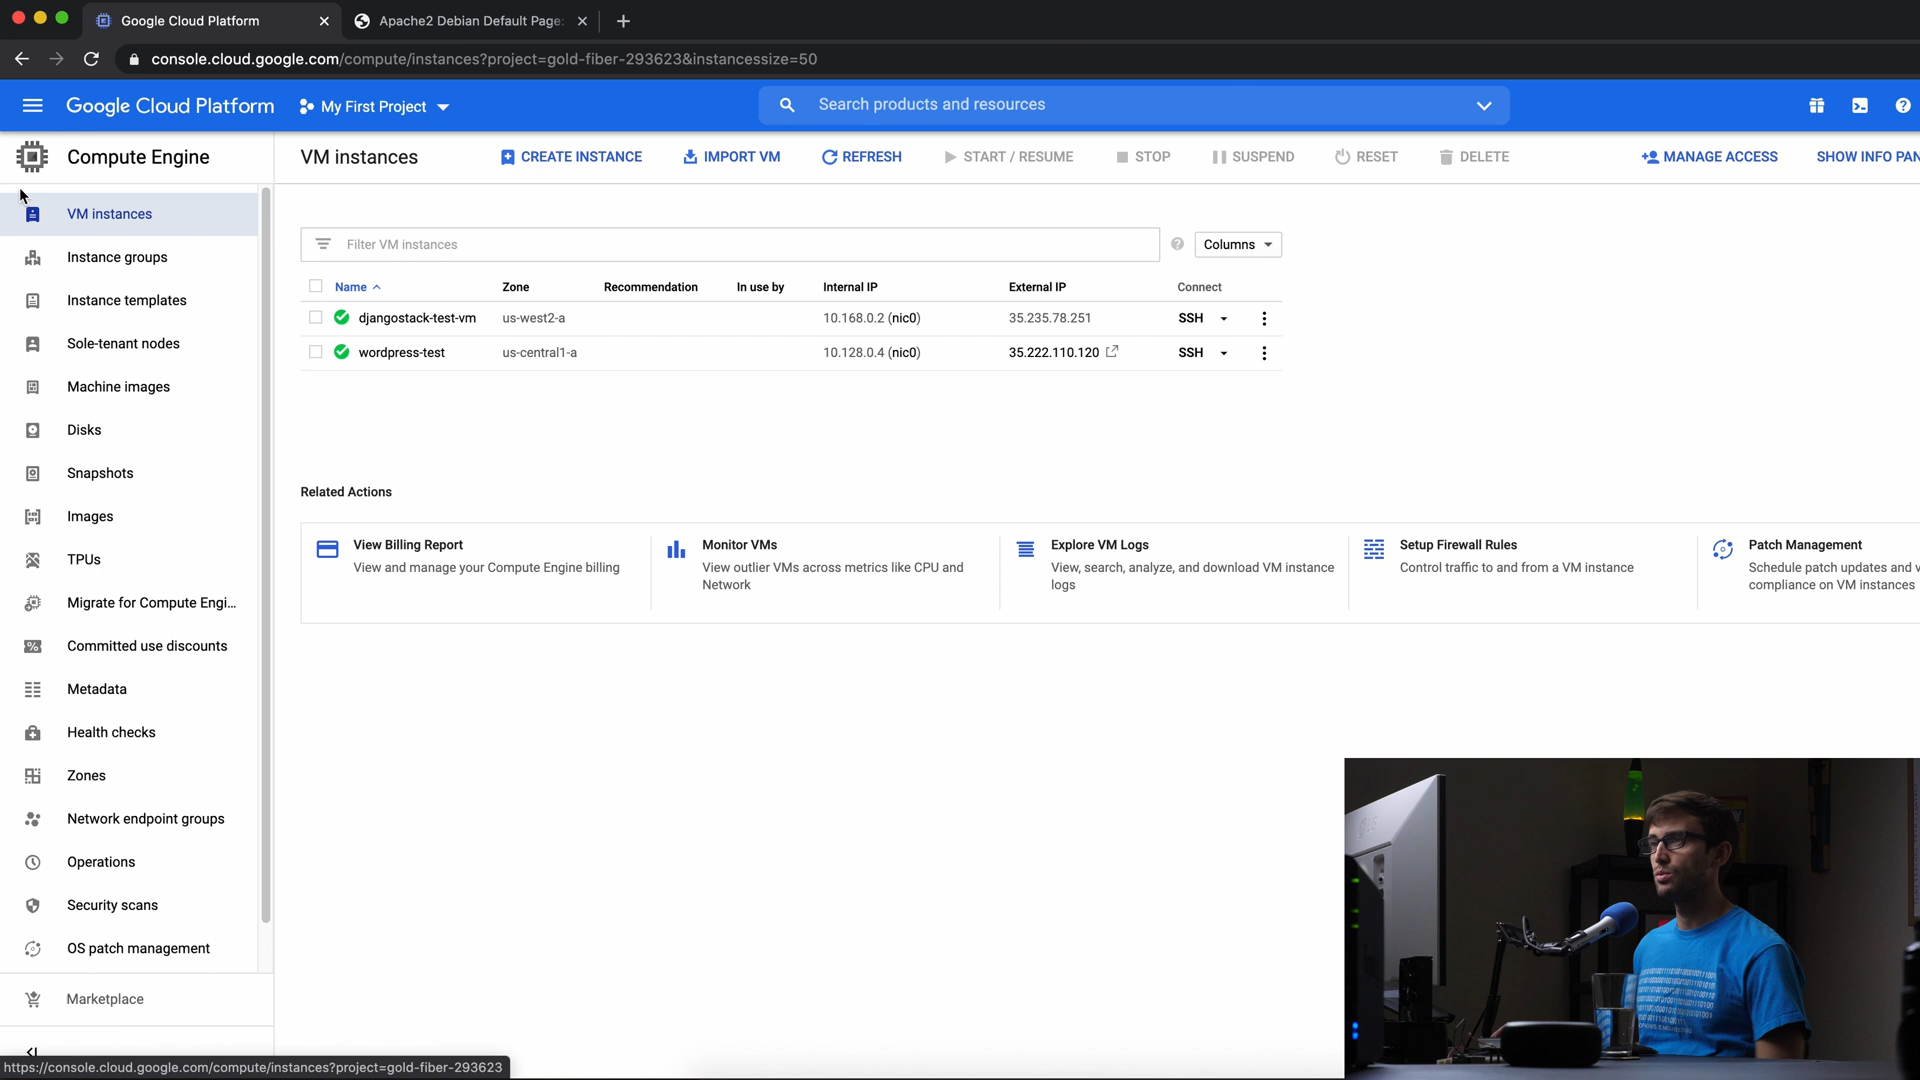 Google Cloud Platform
Apache2 Debian Default Page:
console.cloud.google.com/compute/instances?project=gold-fiber-293623&instancessize=50
Google Cloud Platform
My First Project
Search products and resources
Compute Engine
VM instances
CREATE INSTANCE
IMPORT VM
REFRESH
START / RESUME
STOP
SUSPEND
RESET
DELETE
MANAGE ACCESS
SHOW INFO PAN
VM instances
Instance groups
Instance templates
Sole-tenant nodes
Machine images
Disks
Snapshots
Images
TPUs
Migrate for Compute Engi...
Committed use discounts
Metadata
Health checks
Zones
Network endpoint groups
Operations
Security scans
OS patch management
Marketplace
Filter VM instances
Columns
Name Zone Recommendation In use by Internal IP External IP Connect
djangostack-test-vm us-west2-a 10.168.0.2 (nic0) 35.235.78.251 SSH
wordpress-test us-central1-a 10.128.0.4 (nic0) 35.222.110.120 SSH
Related Actions
View Billing Report
View and manage your Compute Engine billing
Monitor VMs
View outlier VMs across metrics like CPU and
Network
Explore VM Logs
View, search, analyze, and download VM instance
logs
Setup Firewall Rules
Control traffic to and from a VM instance
Patch Management
Schedule patch updates and v
compliance on VM instances
https://console.cloud.google.com/compute/instances?project=gold-fiber-293623